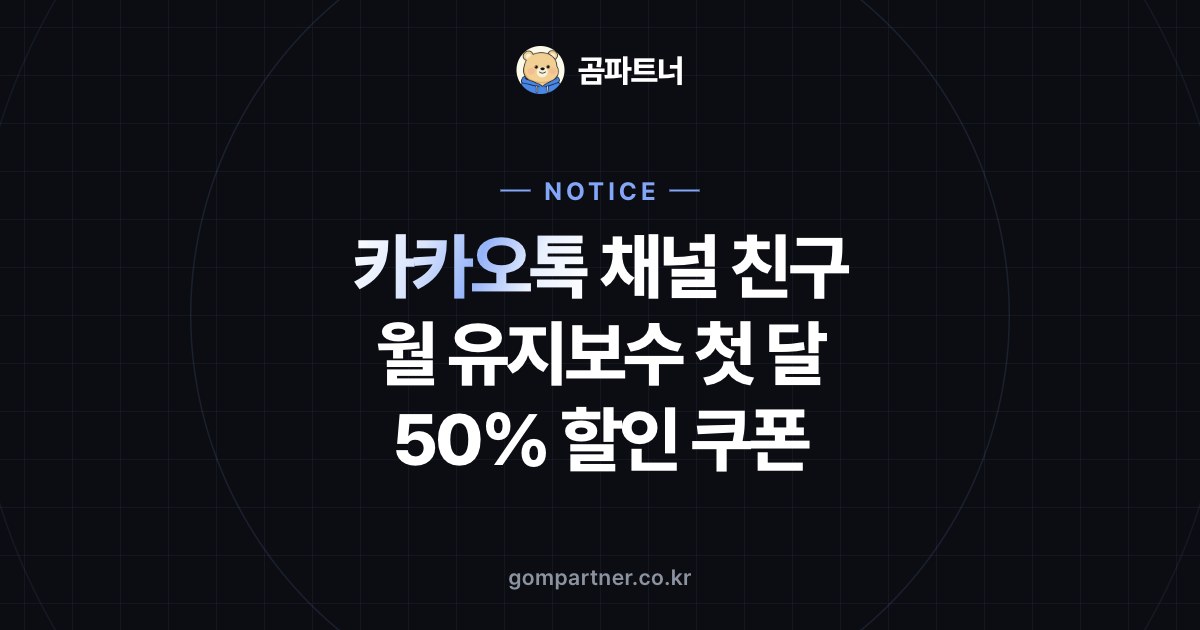 곰파트너
NOTICE
카카오톡 채널 친구
월 유지보수 첫 달
50% 할인 쿠폰
gompartner.co.kr